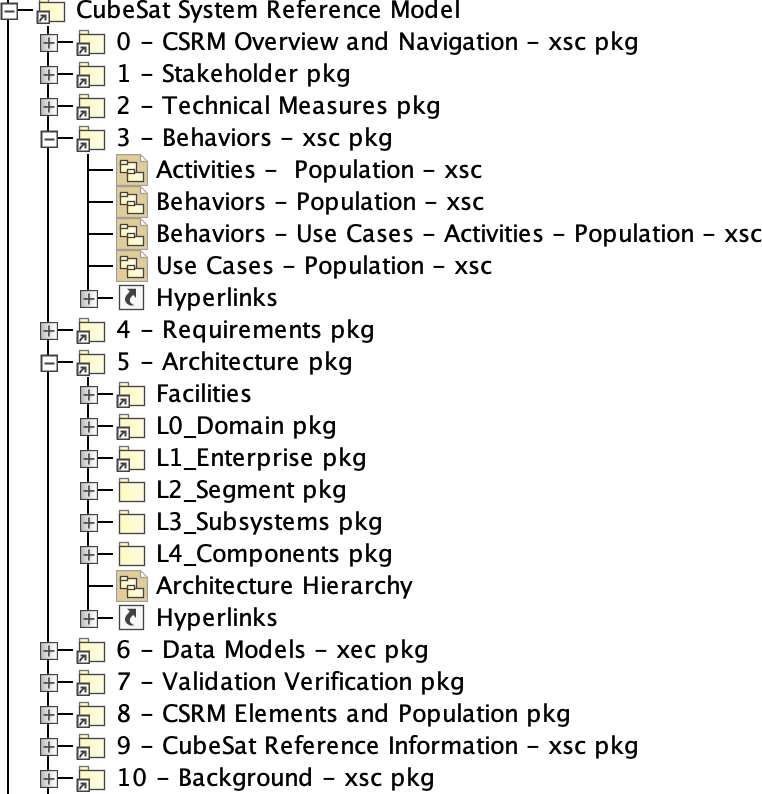 CubeSat System Reference Model
0 – CSRM Overview and Navigation – xsc pkg
1 – Stakeholder pkg
2 – Technical Measures pkg
3 – Behaviors – xsc pkg
Activities –  Population – xsc
Behaviors – Population – xsc
Behaviors – Use Cases – Activities – Population – xsc
Use Cases – Population – xsc
Hyperlinks
4 – Requirements pkg
5 – Architecture pkg
Facilities
L0_Domain pkg
L1_Enterprise pkg
L2_Segment pkg
L3_Subsystems pkg
L4_Components pkg
Architecture Hierarchy
Hyperlinks
6 – Data Models – xec pkg
7 – Validation Verification pkg
8 – CSRM Elements and Population pkg
9 – CubeSat Reference Information – xsc pkg
10 – Background – xsc pkg